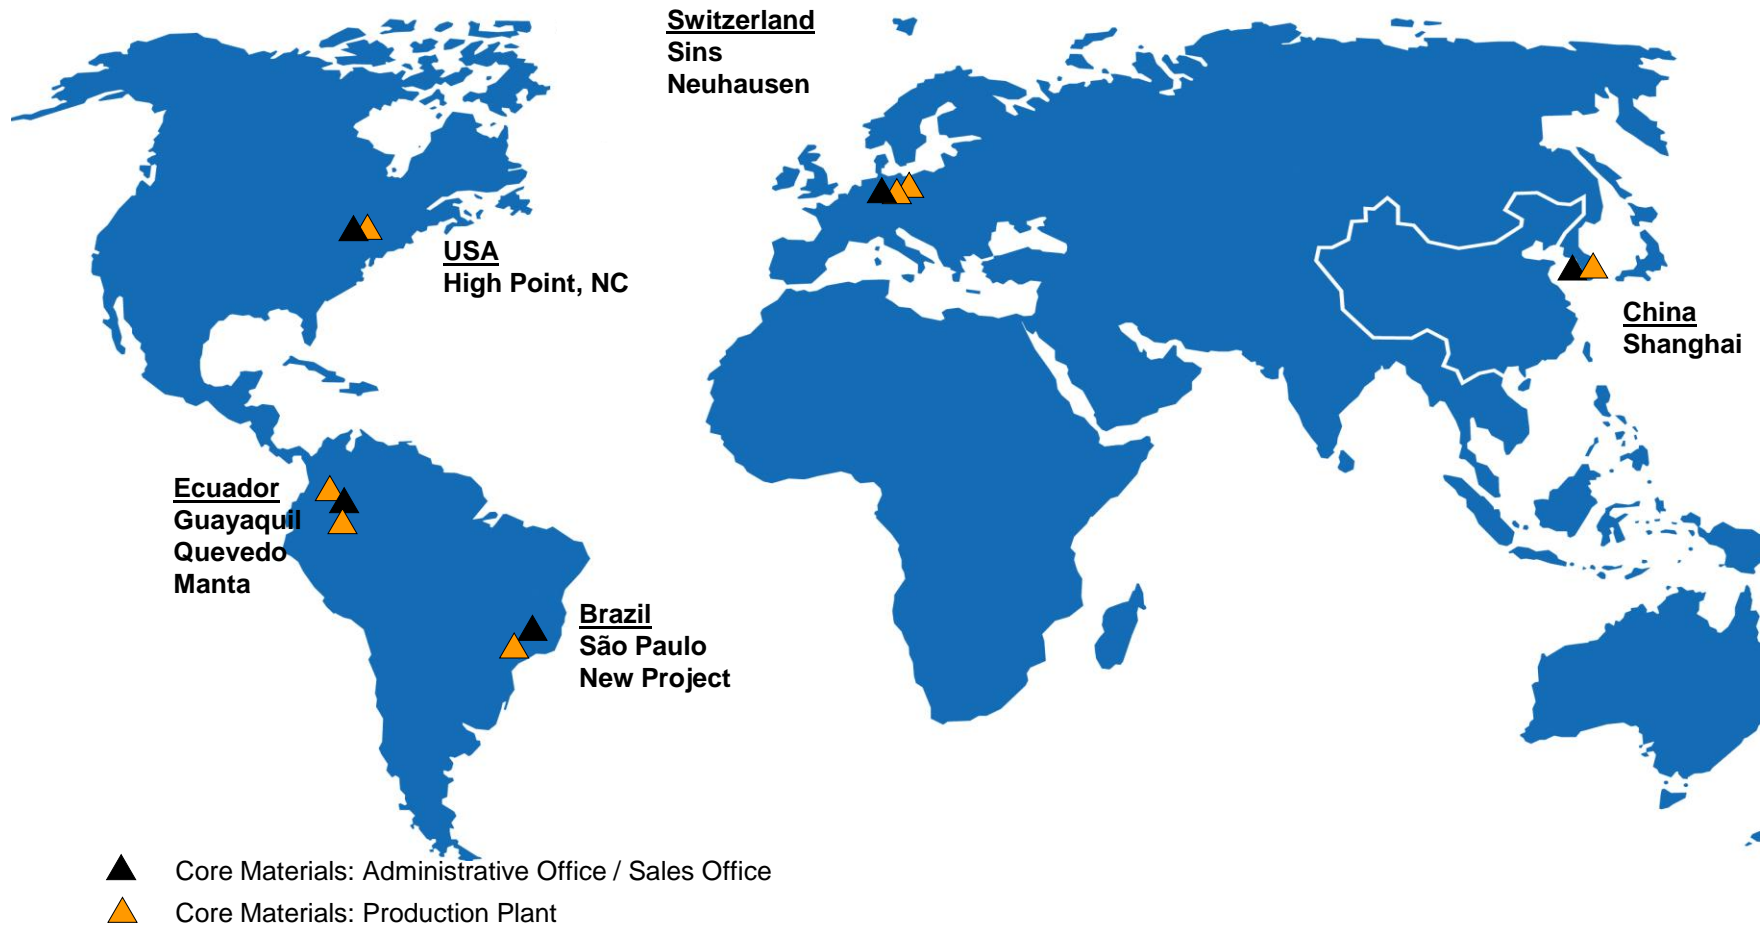 Switzerland
Sins
Neuhausen
USA
High Point, NC
China
Shanghai
Ecuador
Guayaquil
Quevedo
Manta
Brazil
São Paulo
New Project
Core Materials: Administrative Office / Sales Office
Core Materials: Production Plant